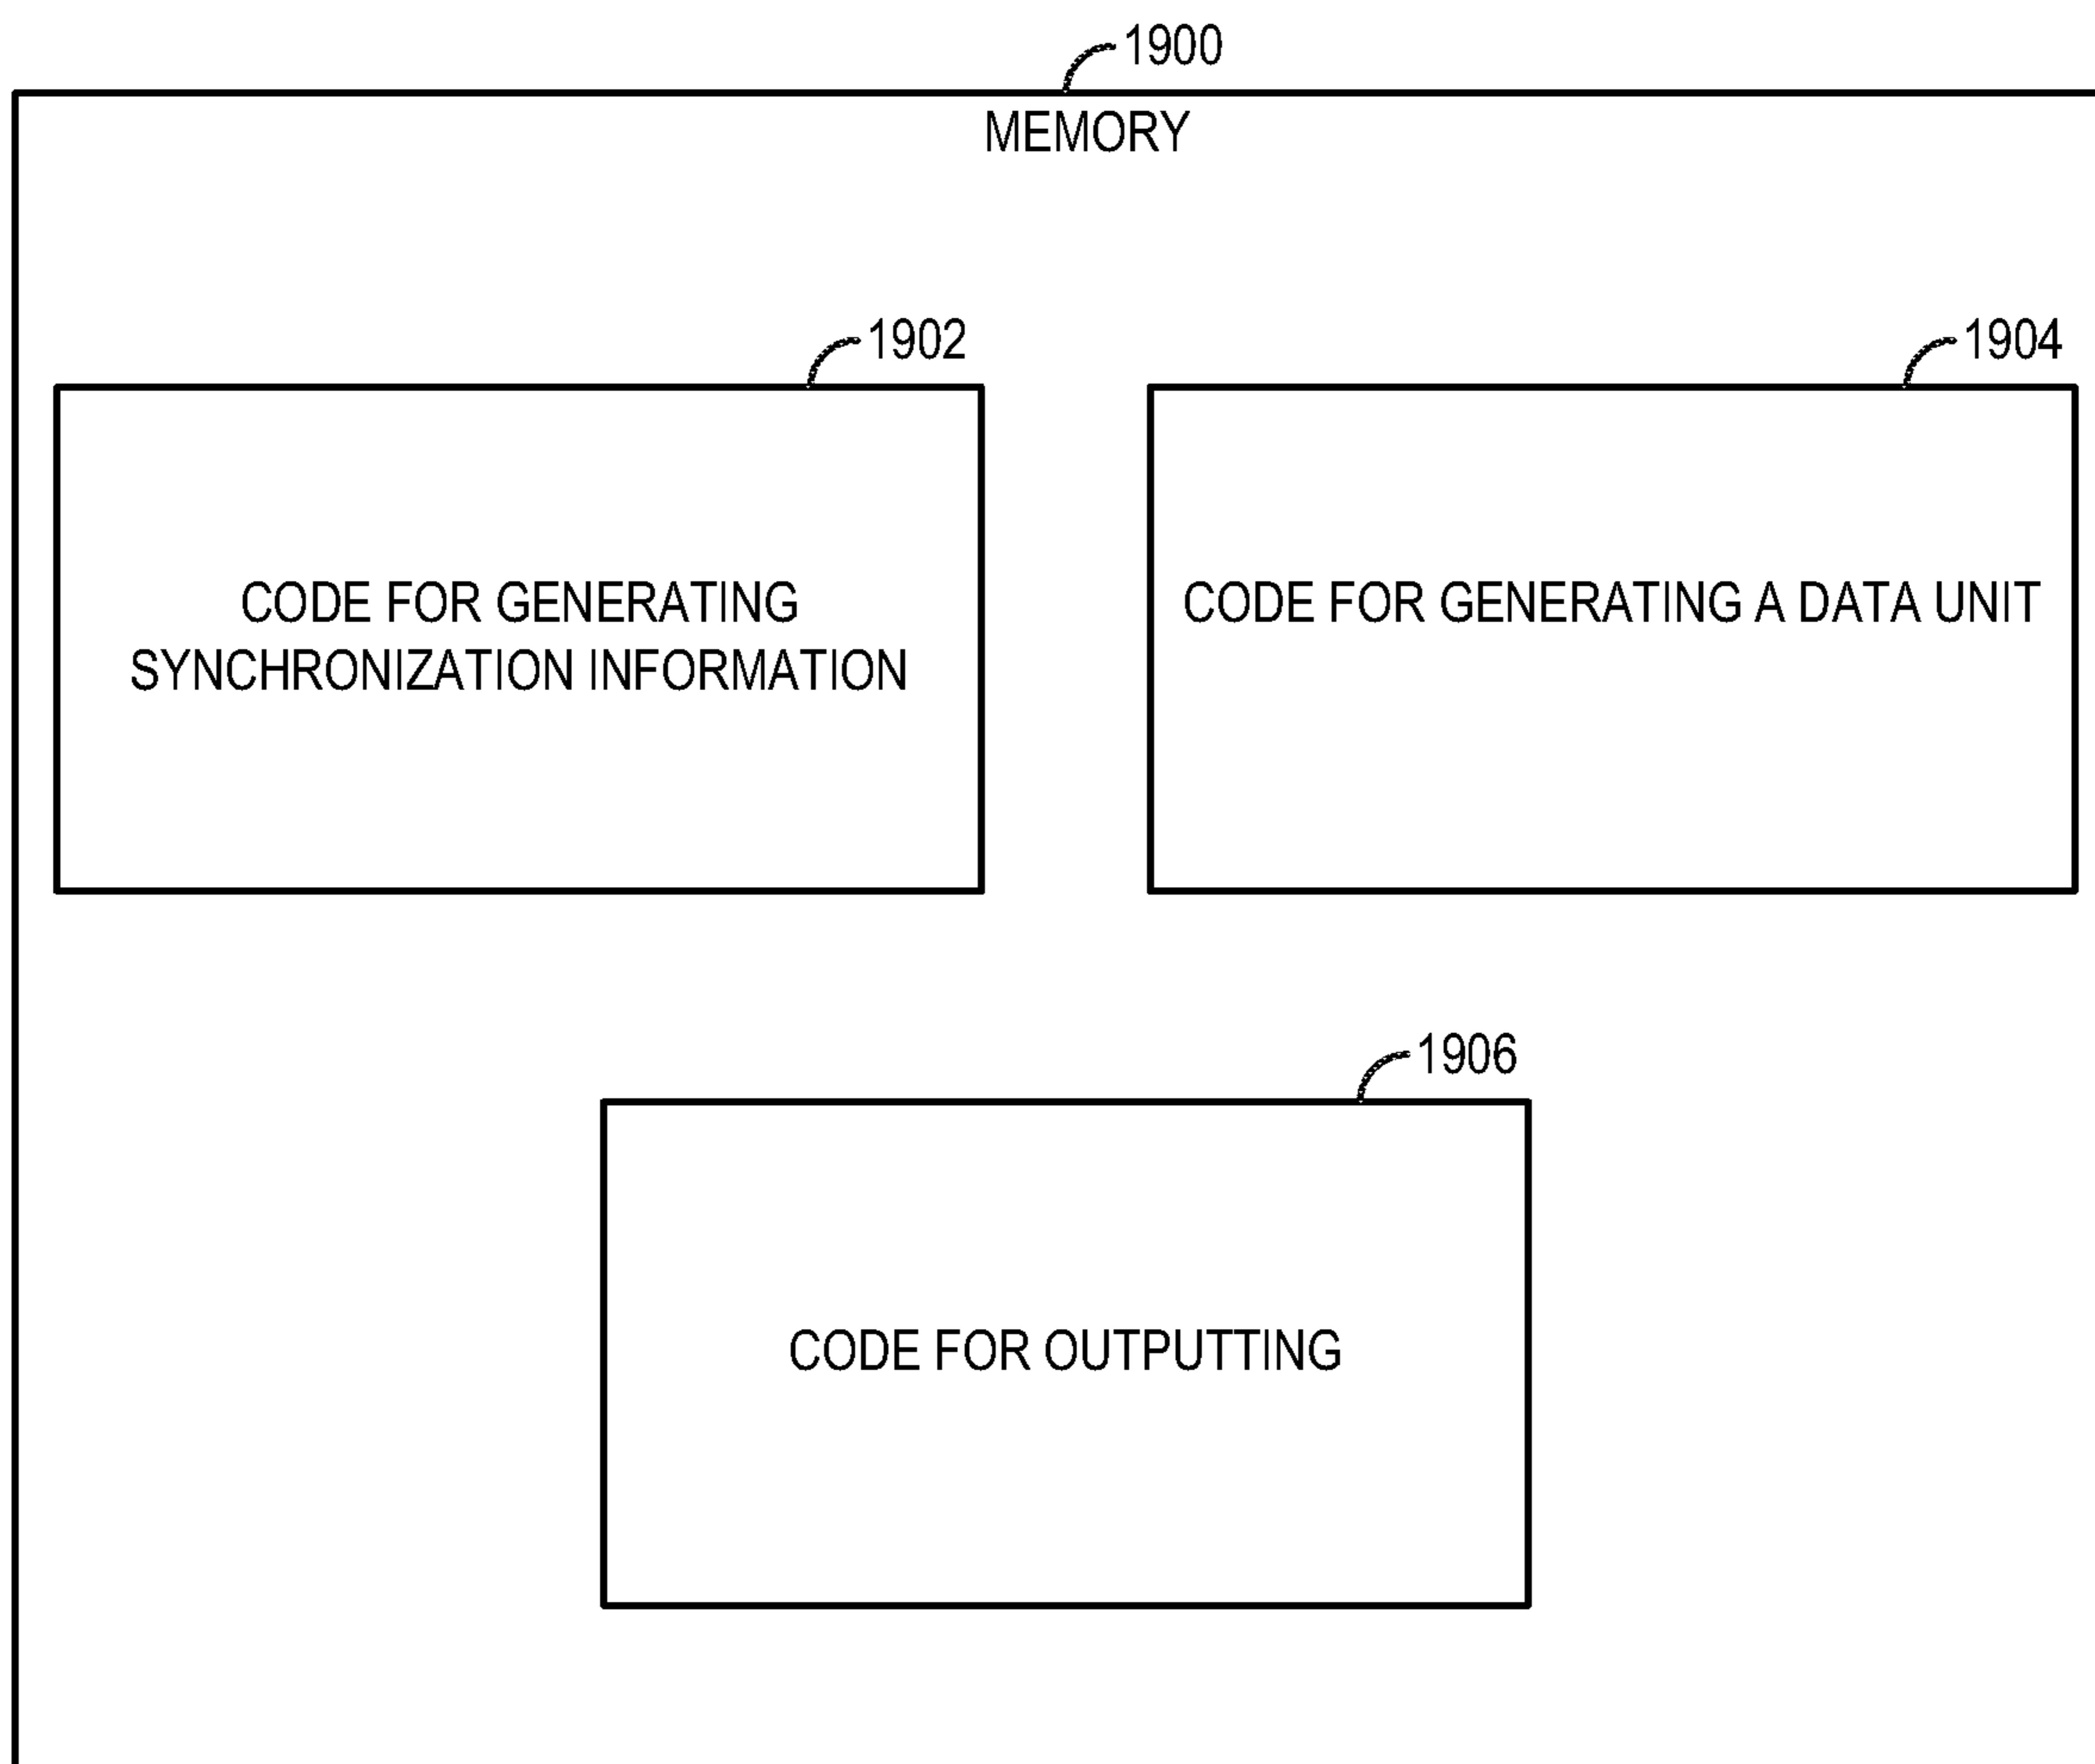 1900
MEMORY
1902
1904
CODE FOR GENERATING
SYNCHRONIZATION INFORMATION
CODE FOR GENERATING A DATA UNIT
1906
CODE FOR OUTPUTTING